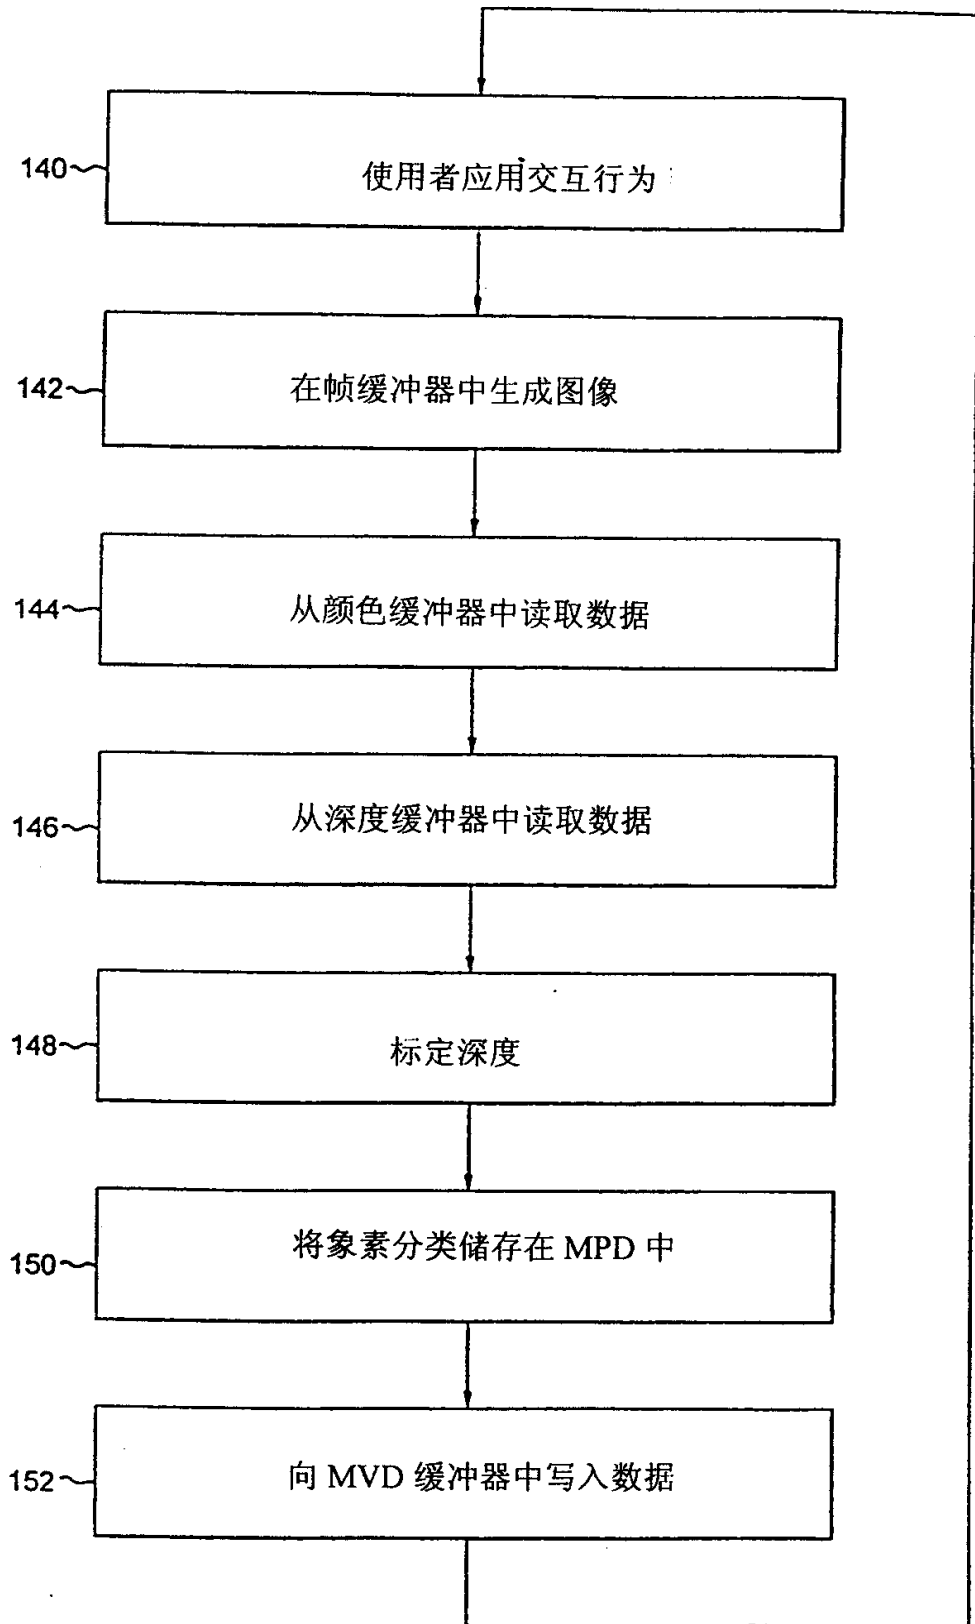 140
使用者应用交互行为
142
在帧缓冲器中生成图像
144
从颜色缓冲器中读取数据
146
从深度缓冲器中读取数据
148
标定深度
150
将象素分类储存在 MPD 中
152
向 MVD 缓冲器中写入数据